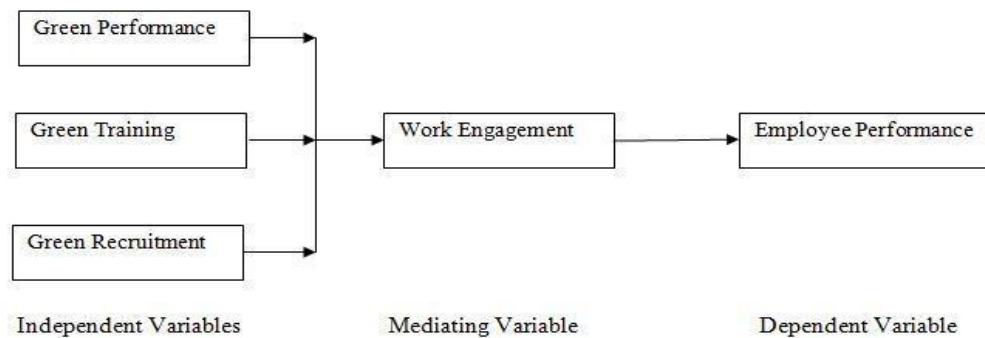 Green Performance
Green Training
Work Engagement
Employee Performance
Green Recruitment
Independent Variables
Mediating Variable
Dependent Variable